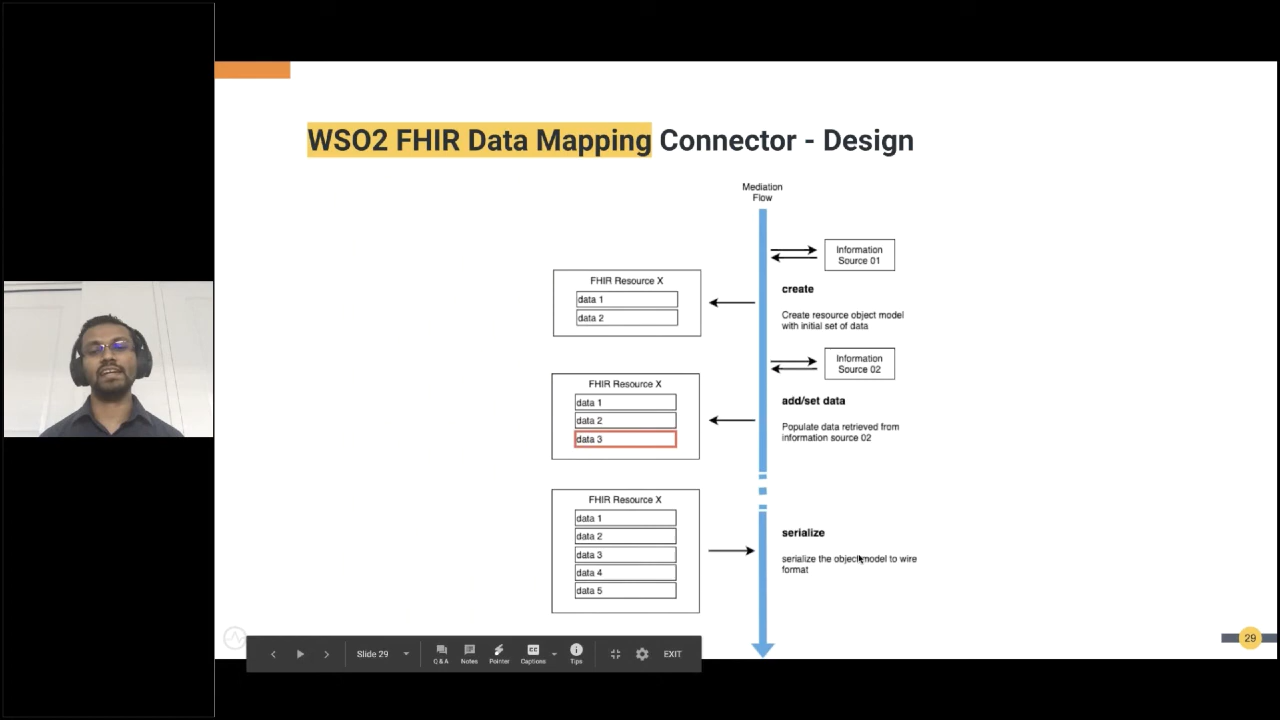 WSO2 FHIR Data Mapping Connector - Design
Mediation
Flow
Information
Source 01
FHIR Resource X
data 1
data 2
create
Create resource object model
with initial set of data
Information
Source 02
FHIR Resource X
data 1
data 2
data 3
add/set data
Populate data retrieved from
information source 02
FHIR Resource X
data 1
data 2
data 3
data 4
data 5
serialize
serialize the object model to wire
format
29
Slide 29
Q & A
Notes
Pointer
Captions
Tips
EXIT